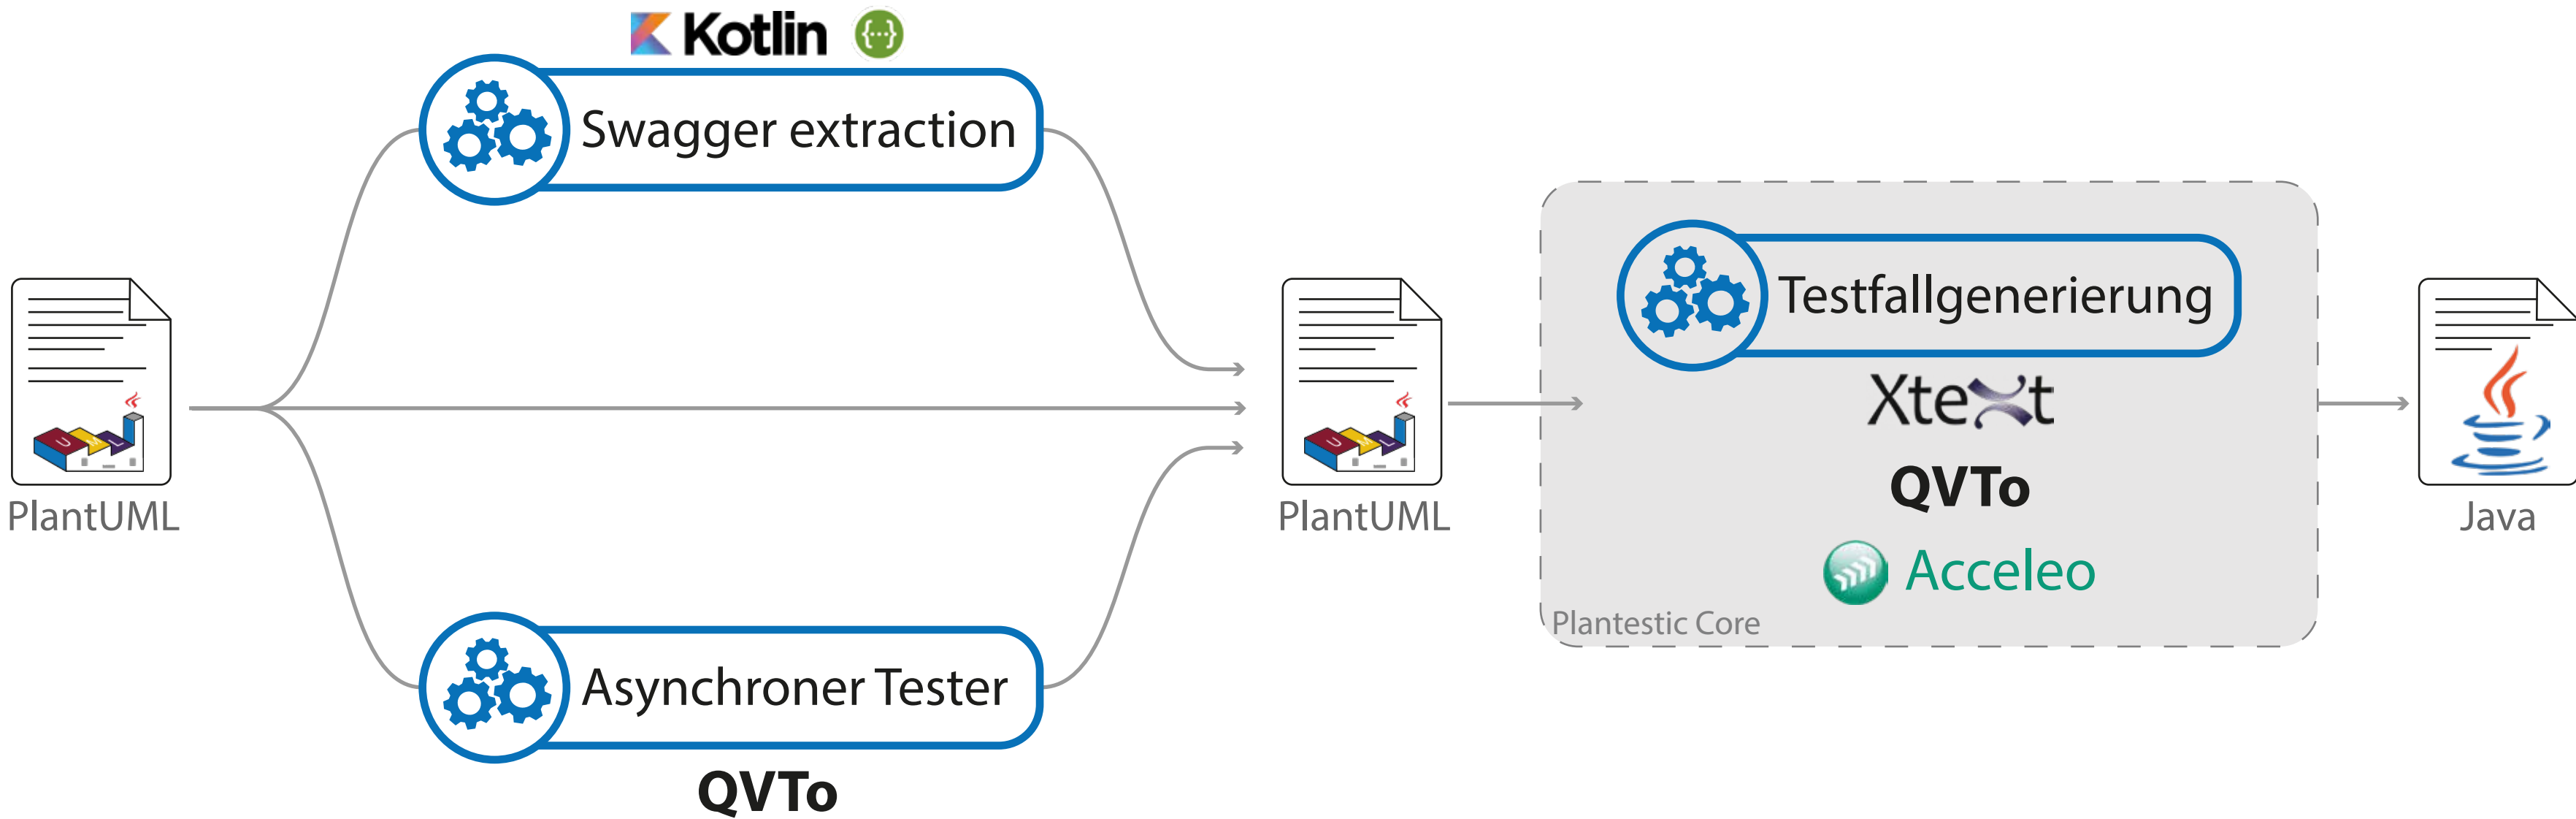 Kotlin
Swagger extraction
PlantUML
Asynchroner Tester
QVTo
PlantUML
Testfallgenerierung
Xtext
QVTo
Acceleo
Plantestic Core
Java